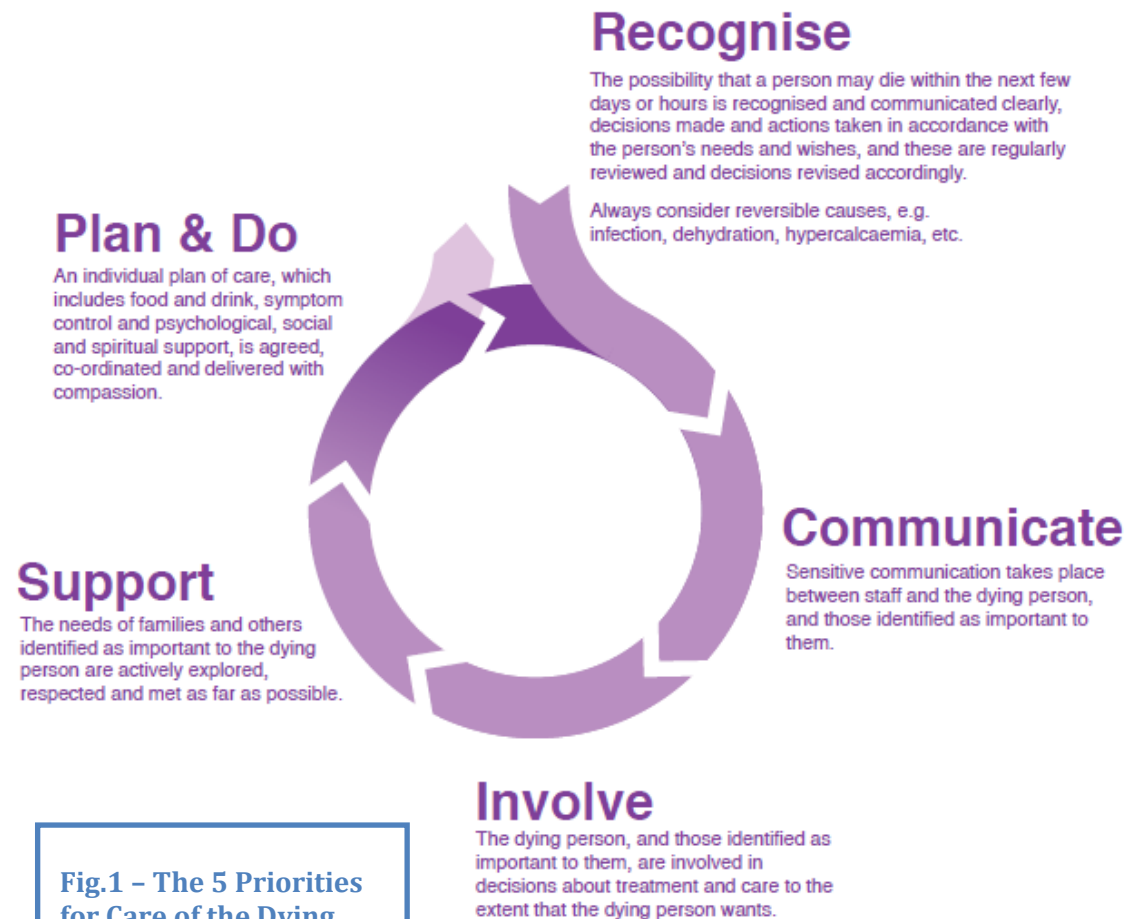 Recognise
The possibility that a person may die within the next few
days or hours is recognised and communicated clearly,
decisions made and actions taken in accordance with
the person's needs and wishes, and these are regularly
reviewed and decisions revised accordingly.
Always consider reversible causes, e.g.
infection, dehydration, hypercalcaemia, etc.
Plan & Do
An individual plan of care, which
includes food and drink, symptom
control and psychological, social
and spiritual support, is agreed,
co-ordinated and delivered with
compassion.
Communicate
Sensitive communication takes place
between staff and the dying person,
and those identified as important to
them.
Support
The needs of families and others
identified as important to the dying
person are actively explored,
respected and met as far as possible.
Involve
The dying person, and those identified as
important to them, are involved in
decisions about treatment and care to the
extent that the dying person wants.
Fig.1 – The 5 Priorities
for Care of the Dying